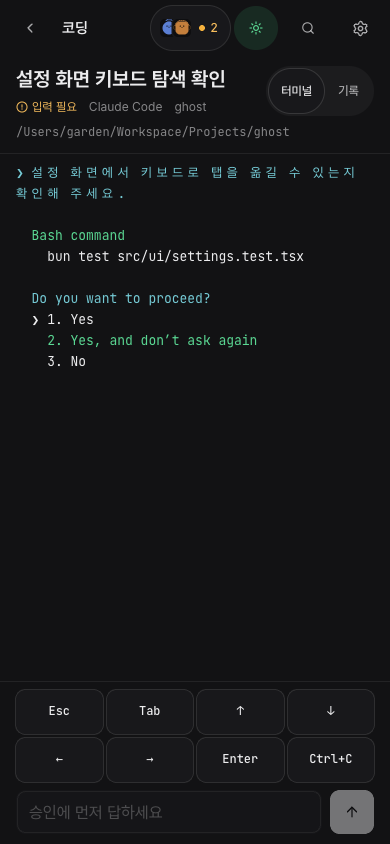 코딩
2
설정 화면 키보드 탐색 확인
입력 필요 Claude Code ghost
터미널 기록
/Users/garden/Workspace/Projects/ghost
❯ 설정 화면에서 키보드로 탭을 옮길 수 있는지
확인해 주세요.
Bash command
bun test src/ui/settings.test.tsx
Do you want to proceed?
❯ 1. Yes
2. Yes, and don’t ask again
3. No
Esc Tab ↑ ↓
← → Enter Ctrl+C
승인에 먼저 답하세요